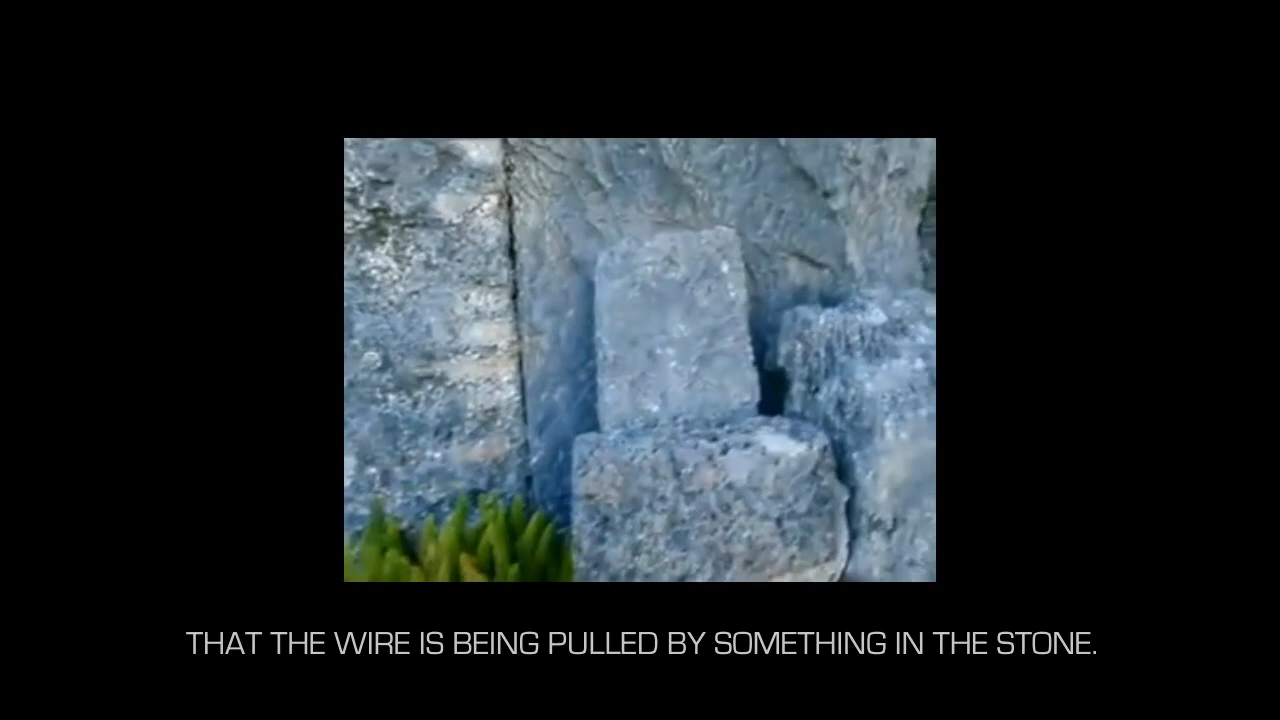 THAT THE WIRE IS BEING PULLED BY SOMETHING IN THE STONE.